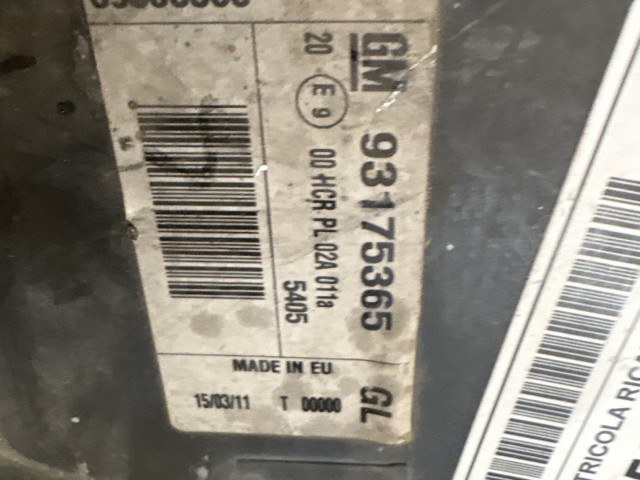 GM 93175365 GL
20 E 9 00 HCR PL 02A 011a
5405
MADE IN EU
15/03/11 T 00000
TRICOLA RIC